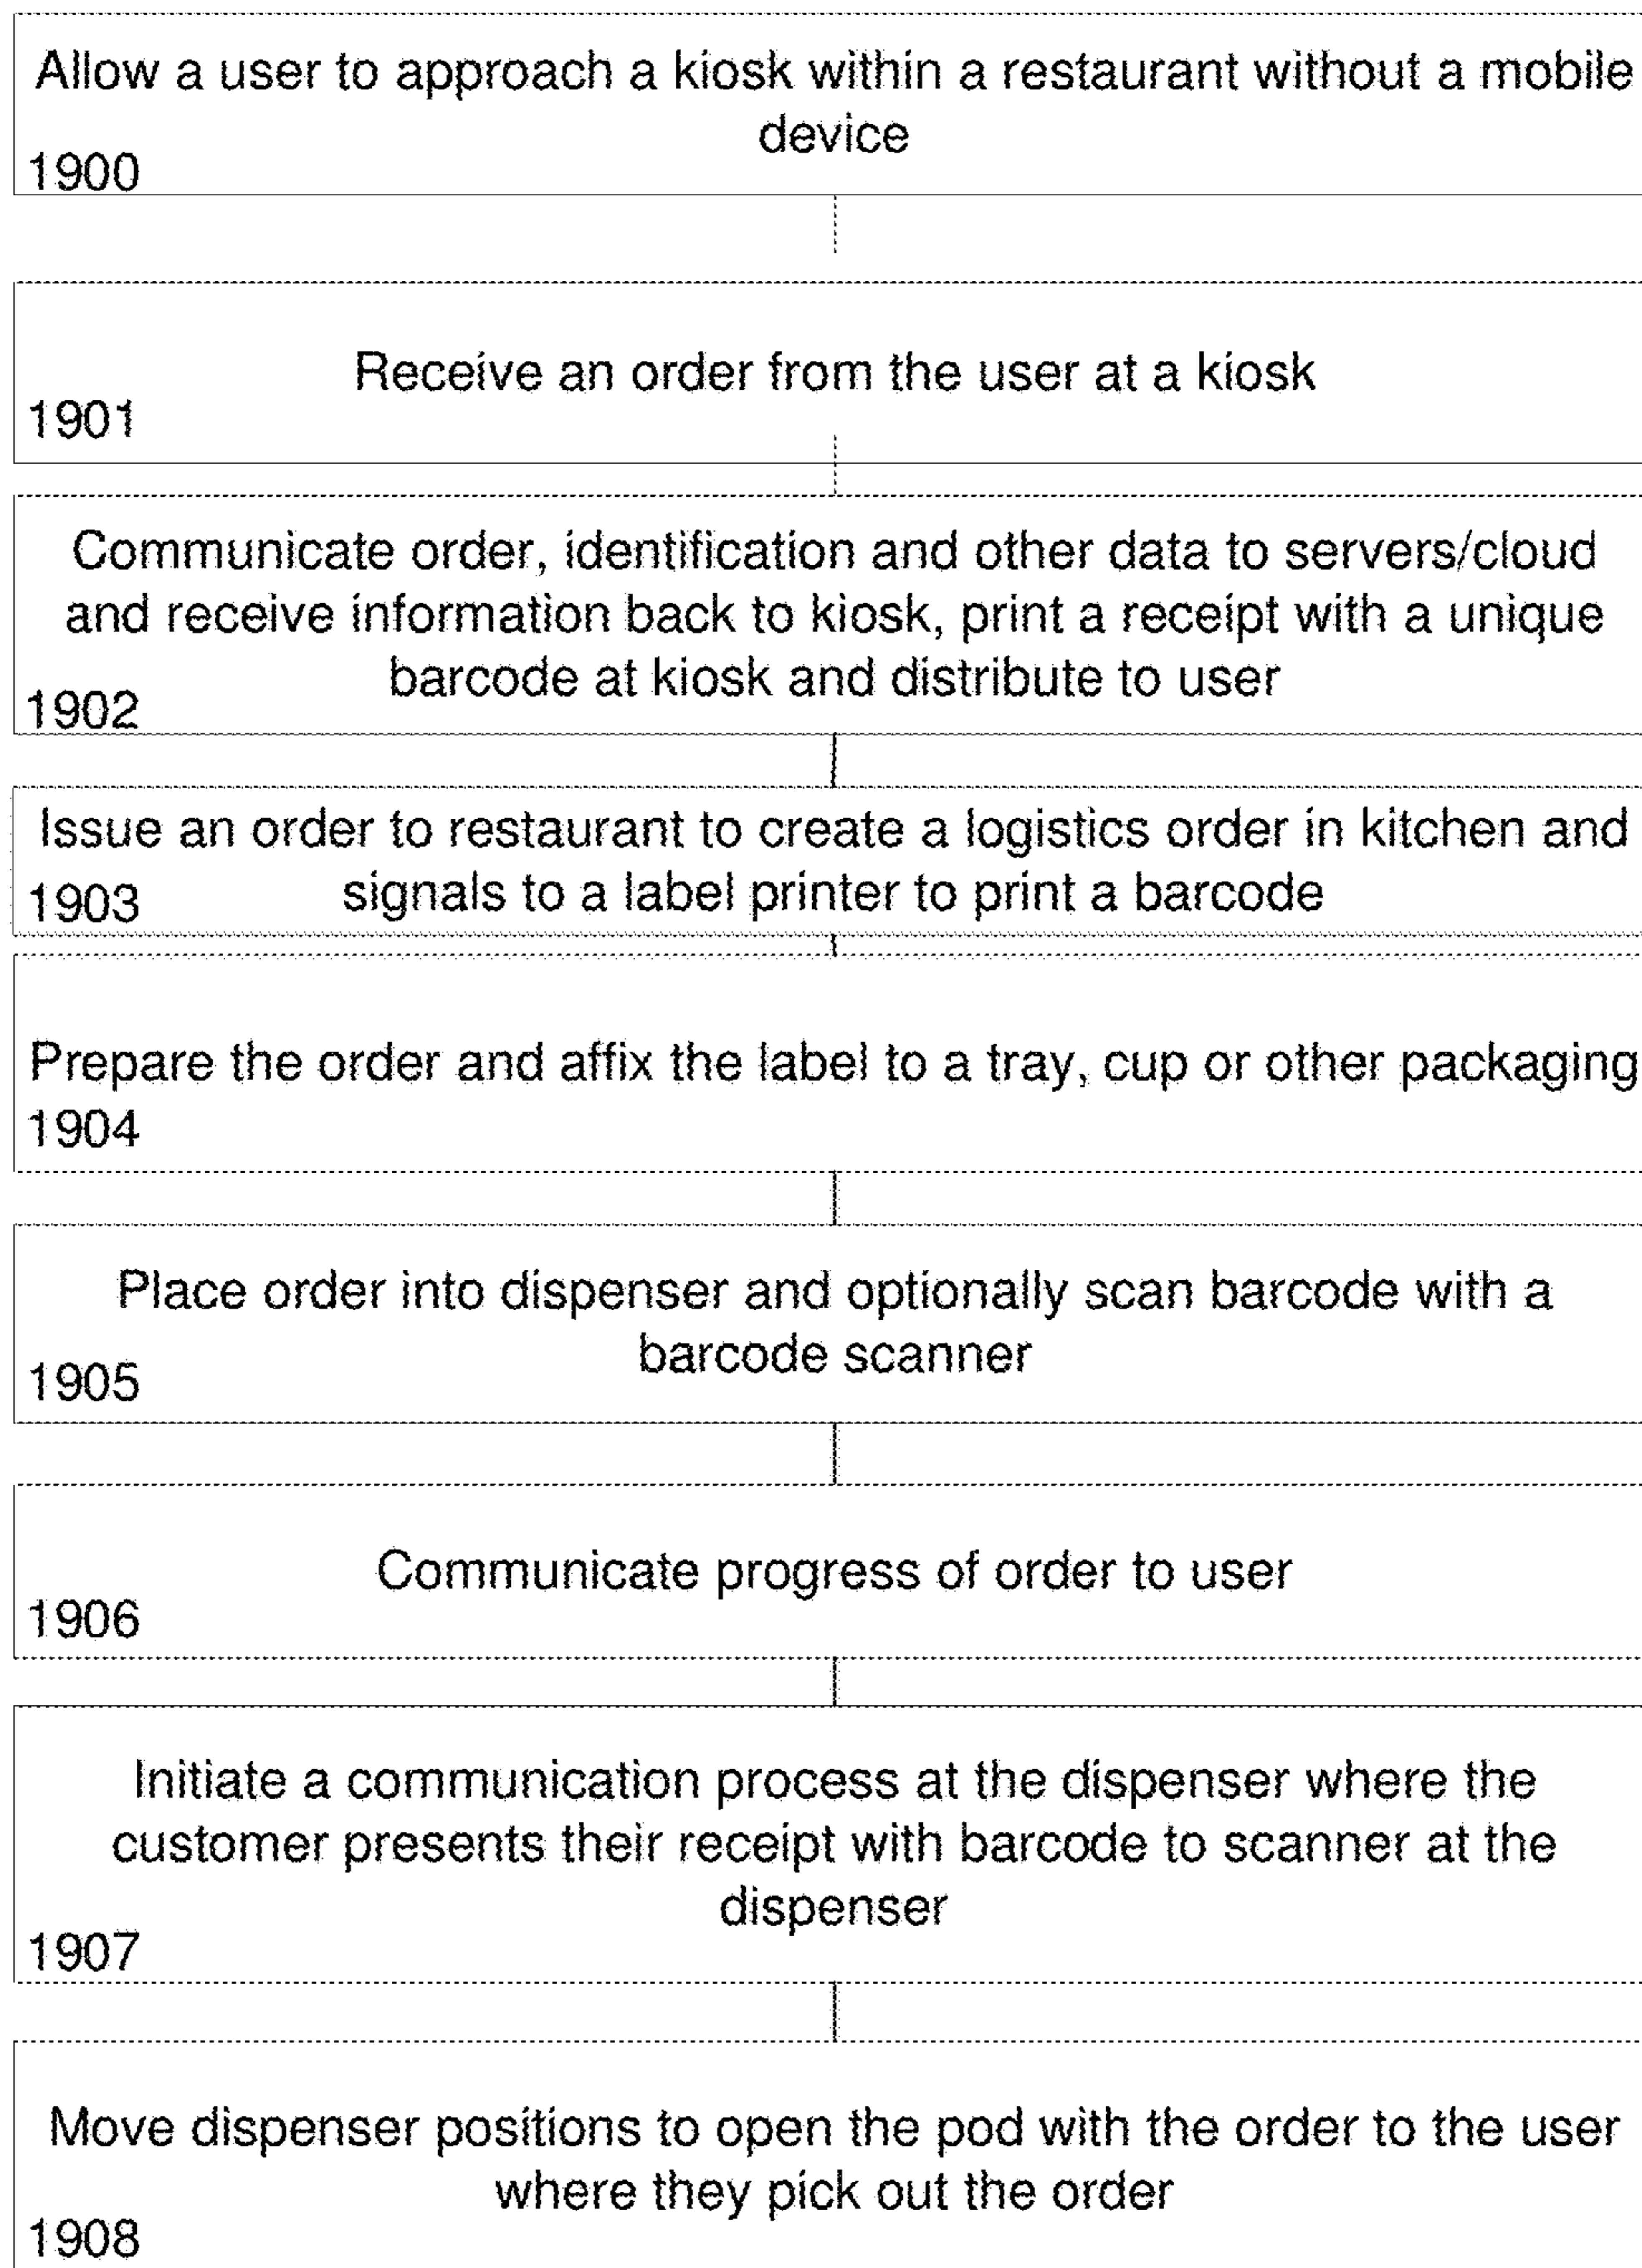 Allow a user to approach a kiosk within a restaurant without a mobile
device
1900
Receive an order from the user at a kiosk
1901
Communicate order, identification and other data to servers/cloud
and receive information back to kiosk, print a receipt with a unique
barcode at kiosk and distribute to user
1902
Issue an order to restaurant to create a logistics order in kitchen and
signals to a label printer to print a barcode
1903
Prepare the order and affix the label to a tray, cup or other packaging
1904
Place order into dispenser and optionally scan barcode with a
barcode scanner
1905
Communicate progress of order to user
1906
Initiate a communication process at the dispenser where the
customer presents their receipt with barcode to scanner at the
dispenser
1907
Move dispenser positions to open the pod with the order to the user
where they pick out the order
1908